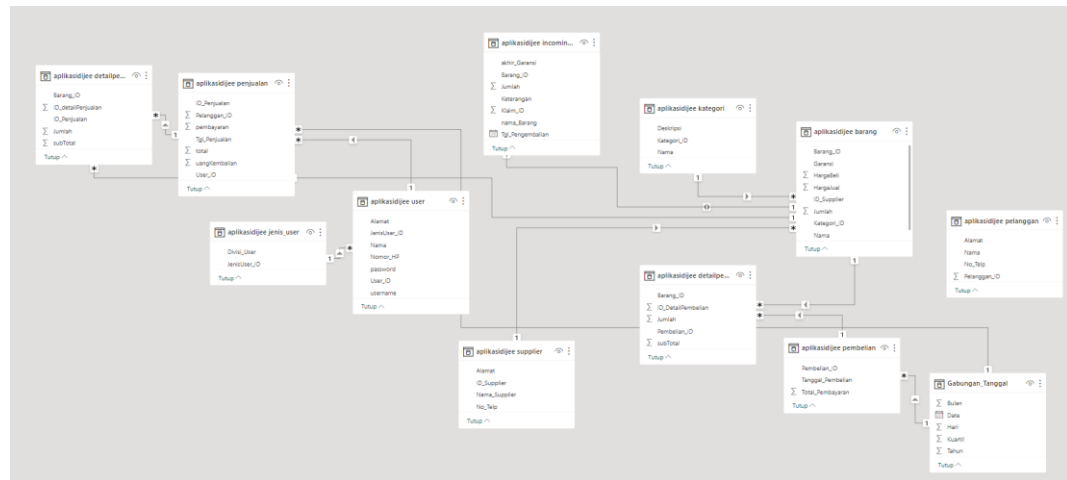 aplikasidijee detailpe...
Barang_ID
ID_detailPenjualan
ID_Penjualan
Jumlah
subTotal
Tutup
aplikasidijee penjualan
ID_Penjualan
Pelanggan_ID
pembayaran
Tgl_Penjualan
total
uangKembalian
User_ID
Tutup
aplikasidijee incomin...
akhir_Garansi
Barang_ID
Jumlah
Keterangan
Klaim_ID
nama_Barang
Tgl_Pengembalian
Tutup
aplikasidijee kategori
Deskripsi
Kategori_ID
Nama
Tutup
aplikasidijee barang
Barang_ID
Garansi
HargaBeli
HargaJual
ID_Supplier
Jumlah
Kategori_ID
Nama
Tutup
aplikasidijee pelanggan
Alamat
Nama
No_Telp
Pelanggan_ID
Tutup
aplikasidijee jenis_user
Divisi_User
JenisUser_ID
Tutup
aplikasidijee user
Alamat
JenisUser_ID
Nama
Nomor_HP
password
User_ID
username
Tutup
aplikasidijee detailpe...
Barang_ID
ID_DetailPembelian
Jumlah
Pembelian_ID
subTotal
Tutup
aplikasidijee supplier
Alamat
ID_Supplier
Nama_Supplier
No_Telp
Tutup
aplikasidijee pembelian
Pembelian_ID
Tanggal_Pembelian
Total_Pembayaran
Tutup
Gabungan_Tanggal
Bulan
Data
Hari
Kuartil
Tahun
Tutup